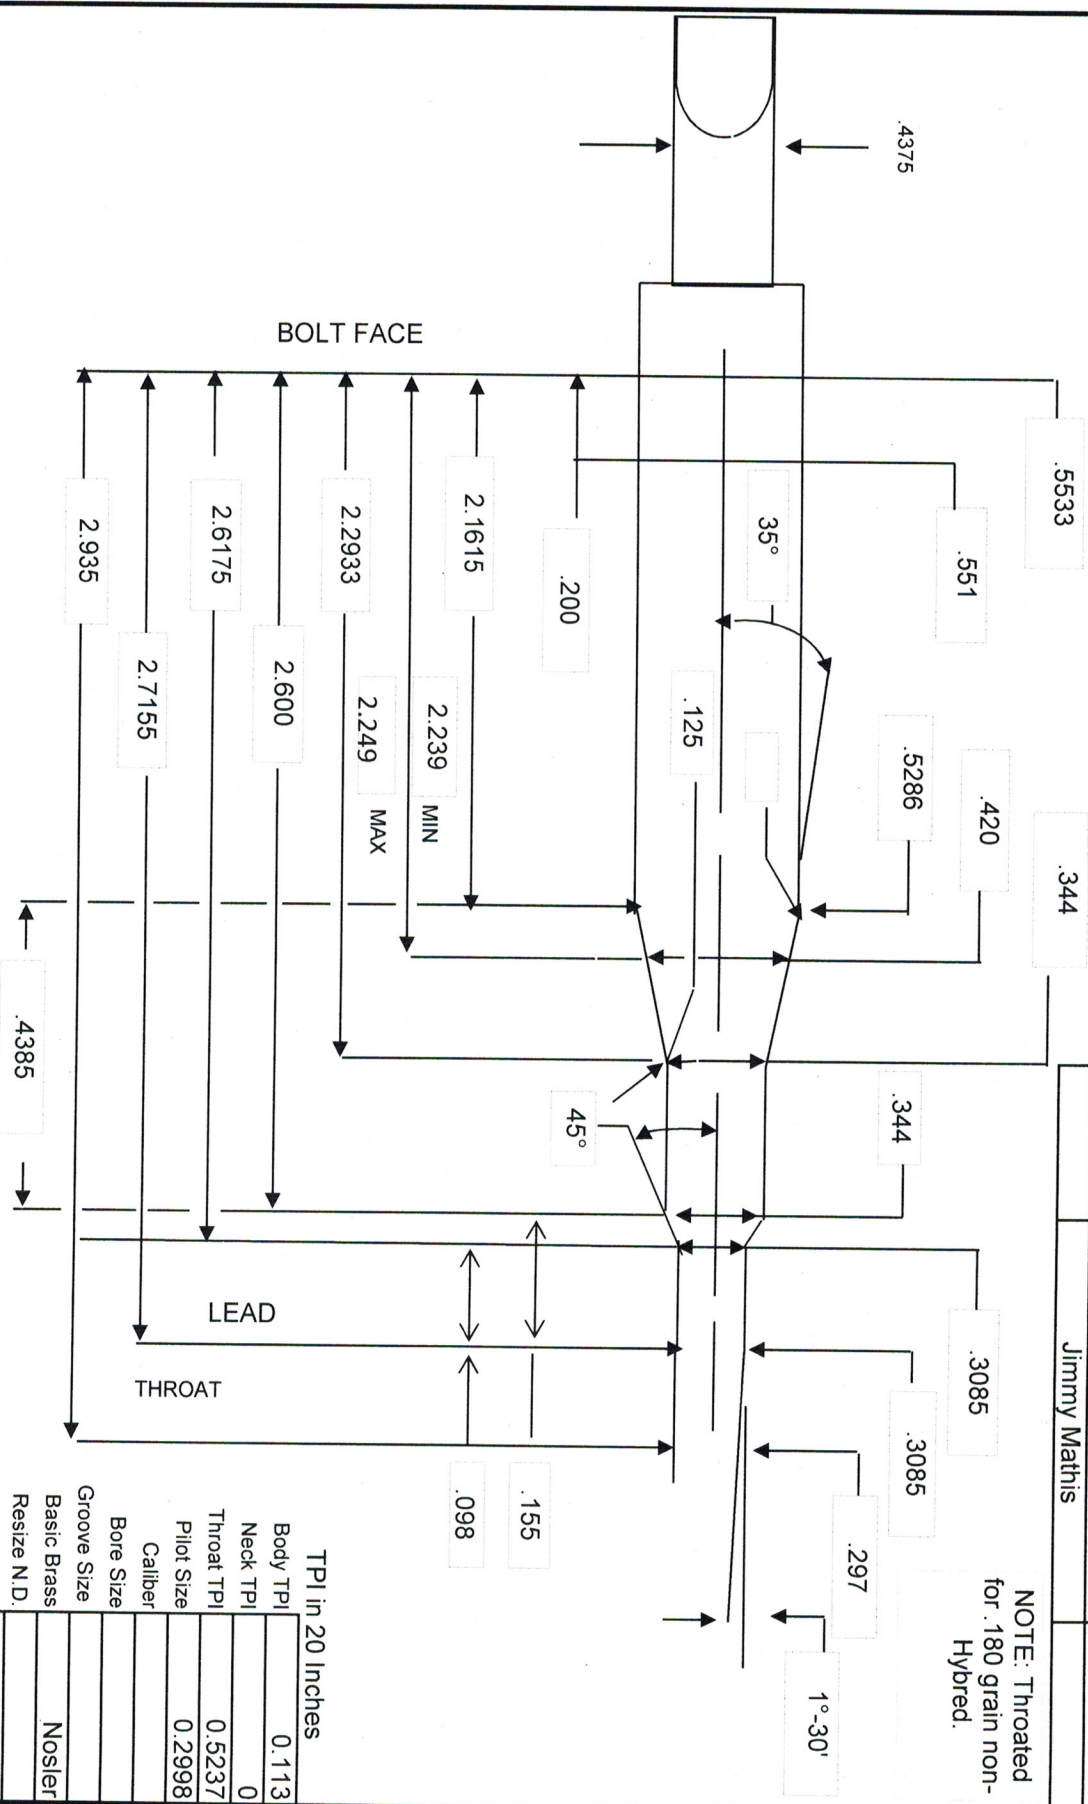 .4375
BOLT FACE
.5533
.551
.200
35°
.125
.5286
.420
.344
2.1615
2.239 MIN
2.249 MAX
2.2933
2.600
2.6175
2.7155
2.935
.4385
45°
.344
.3085
.3085
.297
1°-30'
.155
.098
LEAD
THROAT
Jimmy Mathis
NOTE: Throated
for .180 grain non-
Hybred.
TPI in 20 Inches
Body TPI 0.113
Neck TPI 0
Throat TPI 0.5237
Pilot Size 0.2998
Caliber
Bore Size
Groove Size
Basic Brass Nosler
Resize N.D.